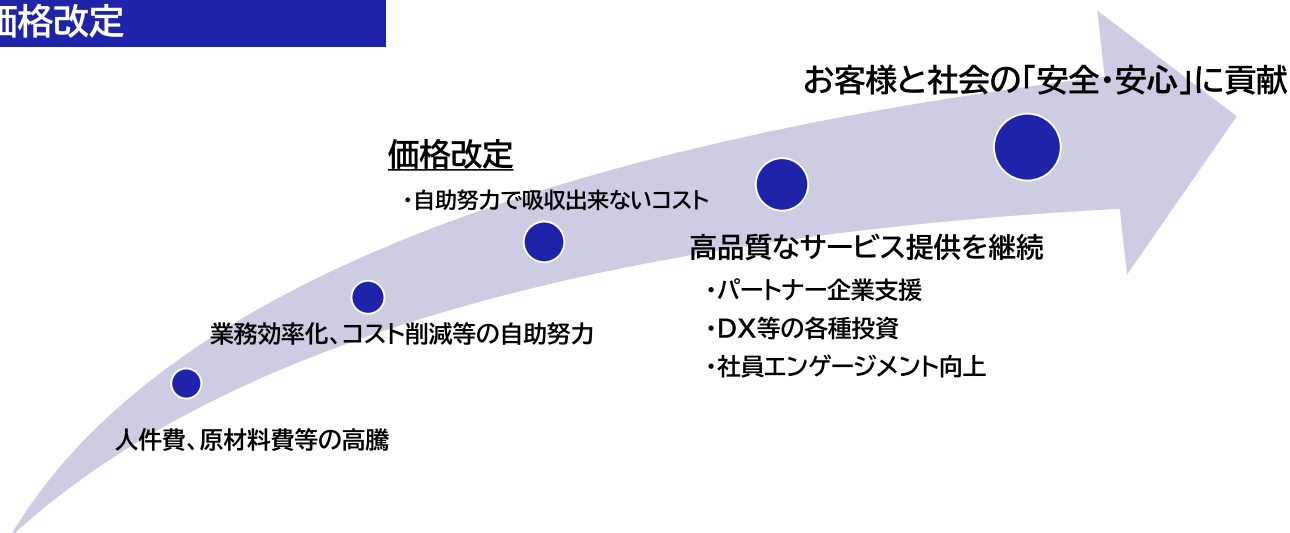 価格改定
お客様と社会の「安全・安心」に貢献
価格改定
・自助努力で吸収出来ないコスト
高品質なサービス提供を継続
・パートナー企業支援
・DX等の各種投資
・社員エンゲージメント向上
業務効率化、コスト削減等の自助努力
人件費、原材料費等の高騰